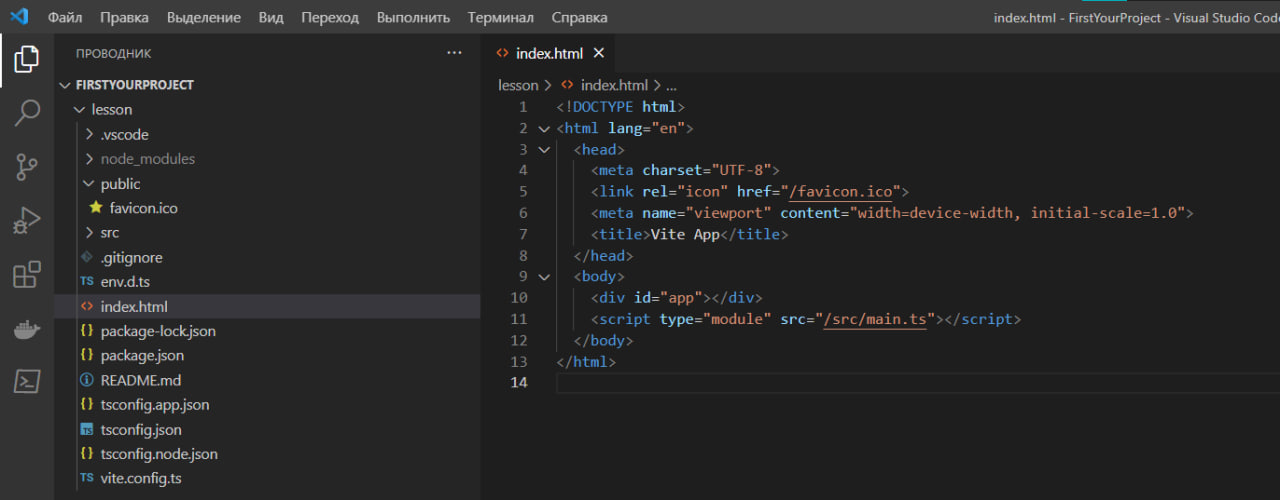 Файл Правка Выделение Вид Переход Выполнить Терминал Справка index.html - FirstYourProject - Visual Studio Code
ПРОВОДНИК ...
FIRSTYOURPROJECT
lesson
.vscode
node_modules
public
favicon.ico
src
.gitignore
TS env.d.ts
<> index.html
{} package-lock.json
{} package.json
README.md
{} tsconfig.app.json
TS tsconfig.json
{} tsconfig.node.json
TS vite.config.ts
<> index.html ×
lesson > <> index.html > ...
1 <!DOCTYPE html>
2 <html lang="en">
3 <head>
4 <meta charset="UTF-8">
5 <link rel="icon" href="/favicon.ico">
6 <meta name="viewport" content="width=device-width, initial-scale=1.0">
7 <title>Vite App</title>
8 </head>
9 <body>
10 <div id="app"></div>
11 <script type="module" src="/src/main.ts"></script>
12 </body>
13 </html>
14